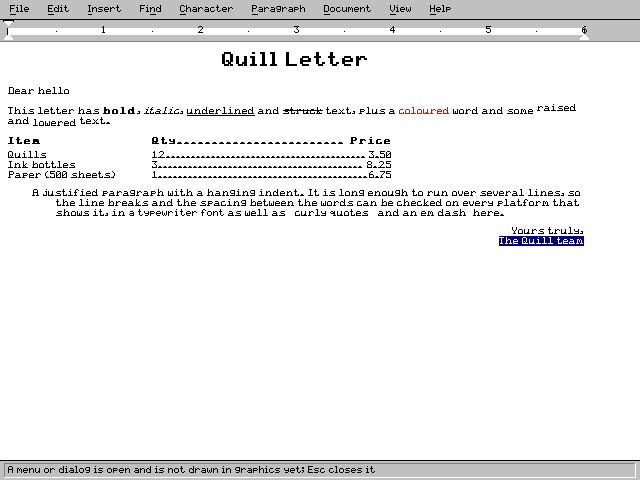 File Edit Insert Find Character Paragraph Document View Help
1 2 3 4 5 6
Quill Letter
Dear hello
This letter has bold, italic, underlined and struck text, plus a coloured word and some raised
and lowered text.
Item Qty........................ Price
Quills 12................................... 3.50
Ink bottles 3.................................... 8.25
Paper (500 sheets) 1.....................................6.75
A justified paragraph with a hanging indent. It is long enough to run over several lines, so
the line breaks and the spacing between the words can be checked on every platform that
shows it, in a typewriter font as well as curly quotes and an em dash here.
Yours truly,
The Quill team
A menu or dialog is open and is not drawn in graphics yet; Esc closes it